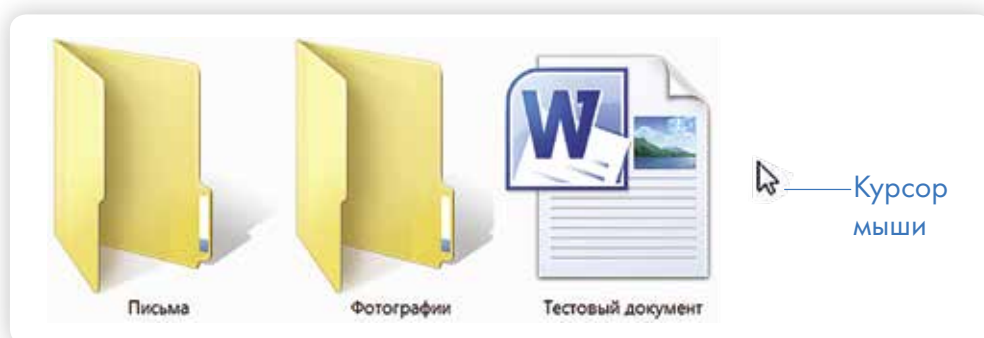 W
Курсор
мыши
Письма
Фотографии
Тестовый документ